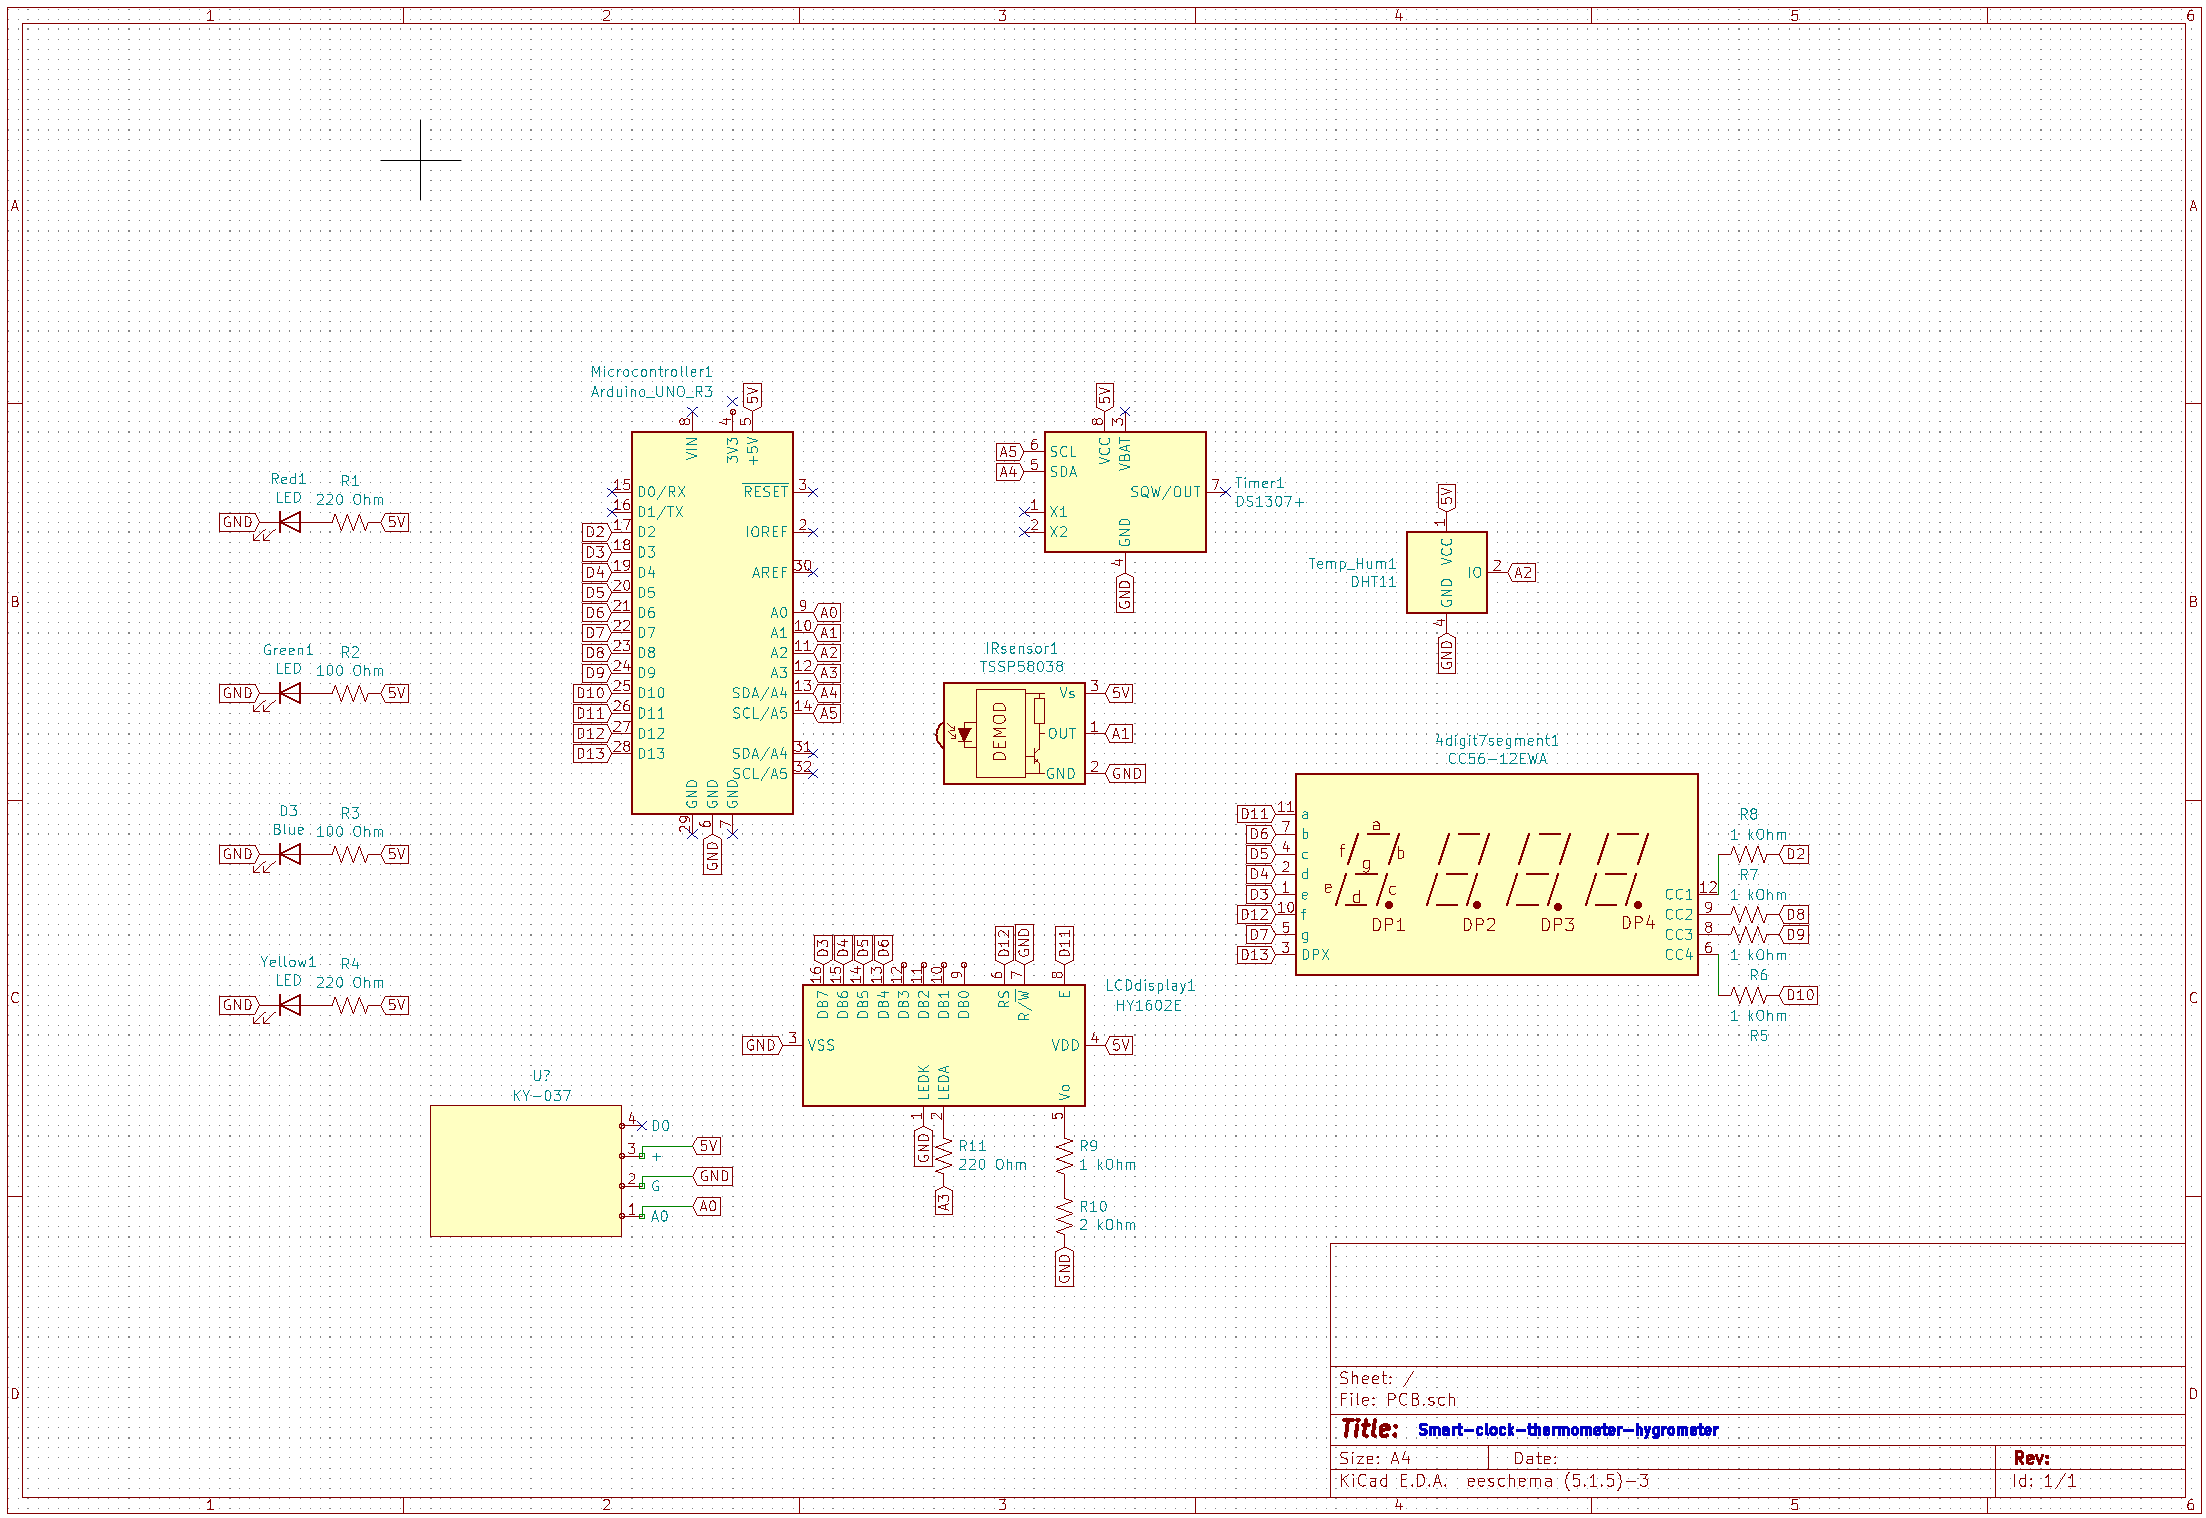 1 2 3 4 5 6
A
B
C
D
A
B
C
D
1 2 3 4 5 6
Red1
LED
R1
220 Ohm
GND
5V
Green1
LED
R2
100 Ohm
GND
5V
D3
Blue
R3
100 Ohm
GND
5V
Yellow1
LED
R4
220 Ohm
GND
5V
Microcontroller1
Arduino_UNO_R3
5V
8 4 5
VIN 3V3 +5V
15 D0/RX
16 D1/TX
D2 17 D2
D3 18 D3
D4 19 D4
D5 20 D5
D6 21 D6
D7 22 D7
D8 23 D8
D9 24 D9
D10 25 D10
D11 26 D11
D12 27 D12
D13 28 D13
RESET 3
IOREF 2
AREF 30
A0 9 A0
A1 10 A1
A2 11 A2
A3 12 A3
SDA/A4 13 A4
SCL/A5 14 A5
SDA/A4 31
SCL/A5 32
GND GND GND
29 6 7
GND
5V
8 3
VCC VBAT
A5 6 SCL
A4 5 SDA
1 X1
2 X2
SQW/OUT 7
Timer1
DS1307+
GND
4
GND
IRsensor1
TSSP58038
DEMOD
Vs 3 5V
OUT 1 A1
GND 2 GND
5V
1
Temp_Hum1
DHT11
VCC
IO 2 A2
GND
4
GND
4digit7segment1
CC56-12EWA
D11 11 a
D6 7 b
D5 4 c
D4 2 d
D3 1 e
D12 10 f
D7 5 g
D13 3 DPX
a
f b
g
e c
d
DP1 DP2 DP3 DP4
CC1 12
CC2 9
CC3 8
CC4 6
R8
1 kOhm
D2
R7
1 kOhm
D8
D9
1 kOhm
R6
D10
1 kOhm
R5
D3 D4 D5 D6 D12 GND D11
16 15 14 13 12 11 10 9 6 7 8
DB7 DB6 DB5 DB4 DB3 DB2 DB1 DB0 RS R/W E
LCDdisplay1
HY1602E
GND 3 VSS
VDD 4 5V
LEDK LEDA Vo
1 2 5
GND
R11
220 Ohm
A3
R9
1 kOhm
R10
2 kOhm
GND
U?
KY-037
4 DO
3 + 5V
2 G GND
1 A0 A0
Sheet: /
File: PCB.sch
Title: Smart-clock-thermometer-hygrometer
Size: A4 Date: Rev:
KiCad E.D.A. eeschema (5.1.5)-3 Id: 1/1